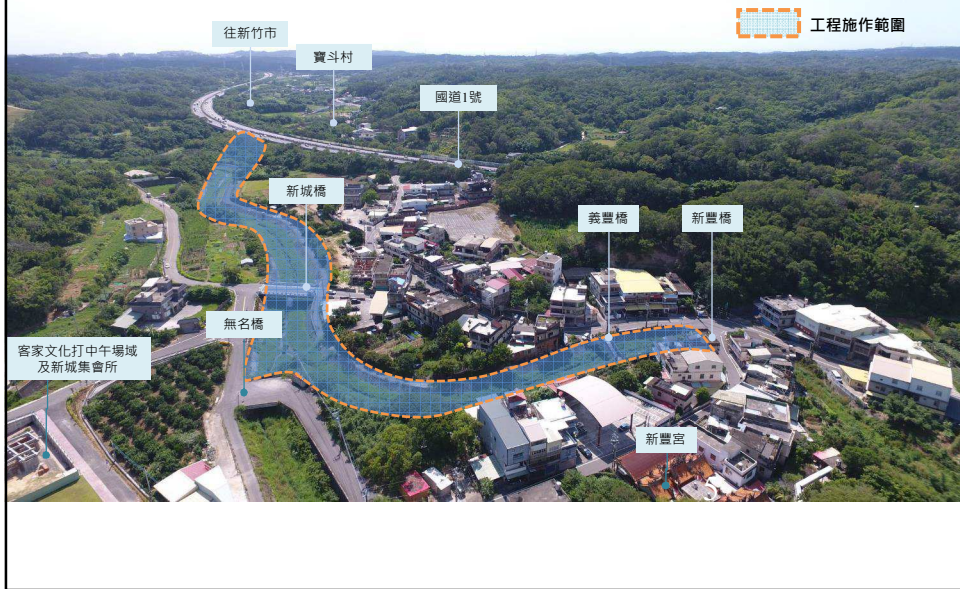 工程施作範圍
往新竹市
寶斗村
國道1號
新城橋
義豐橋
新豐橋
無名橋
客家文化打中午場域
及新城集會所
新豐宮